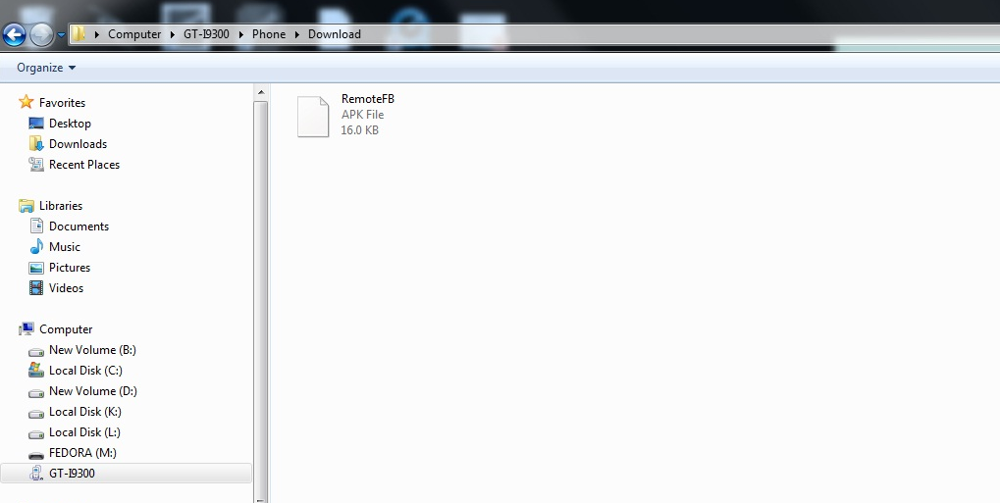 Computer GT-I9300 Phone Download
Organize
Favorites
Desktop
Downloads
Recent Places
Libraries
Documents
Music
Pictures
Videos
Computer
New Volume (B:)
Local Disk (C:)
New Volume (D:)
Local Disk (K:)
Local Disk (L:)
FEDORA (M:)
GT-I9300
RemoteFB
APK File
16.0 KB